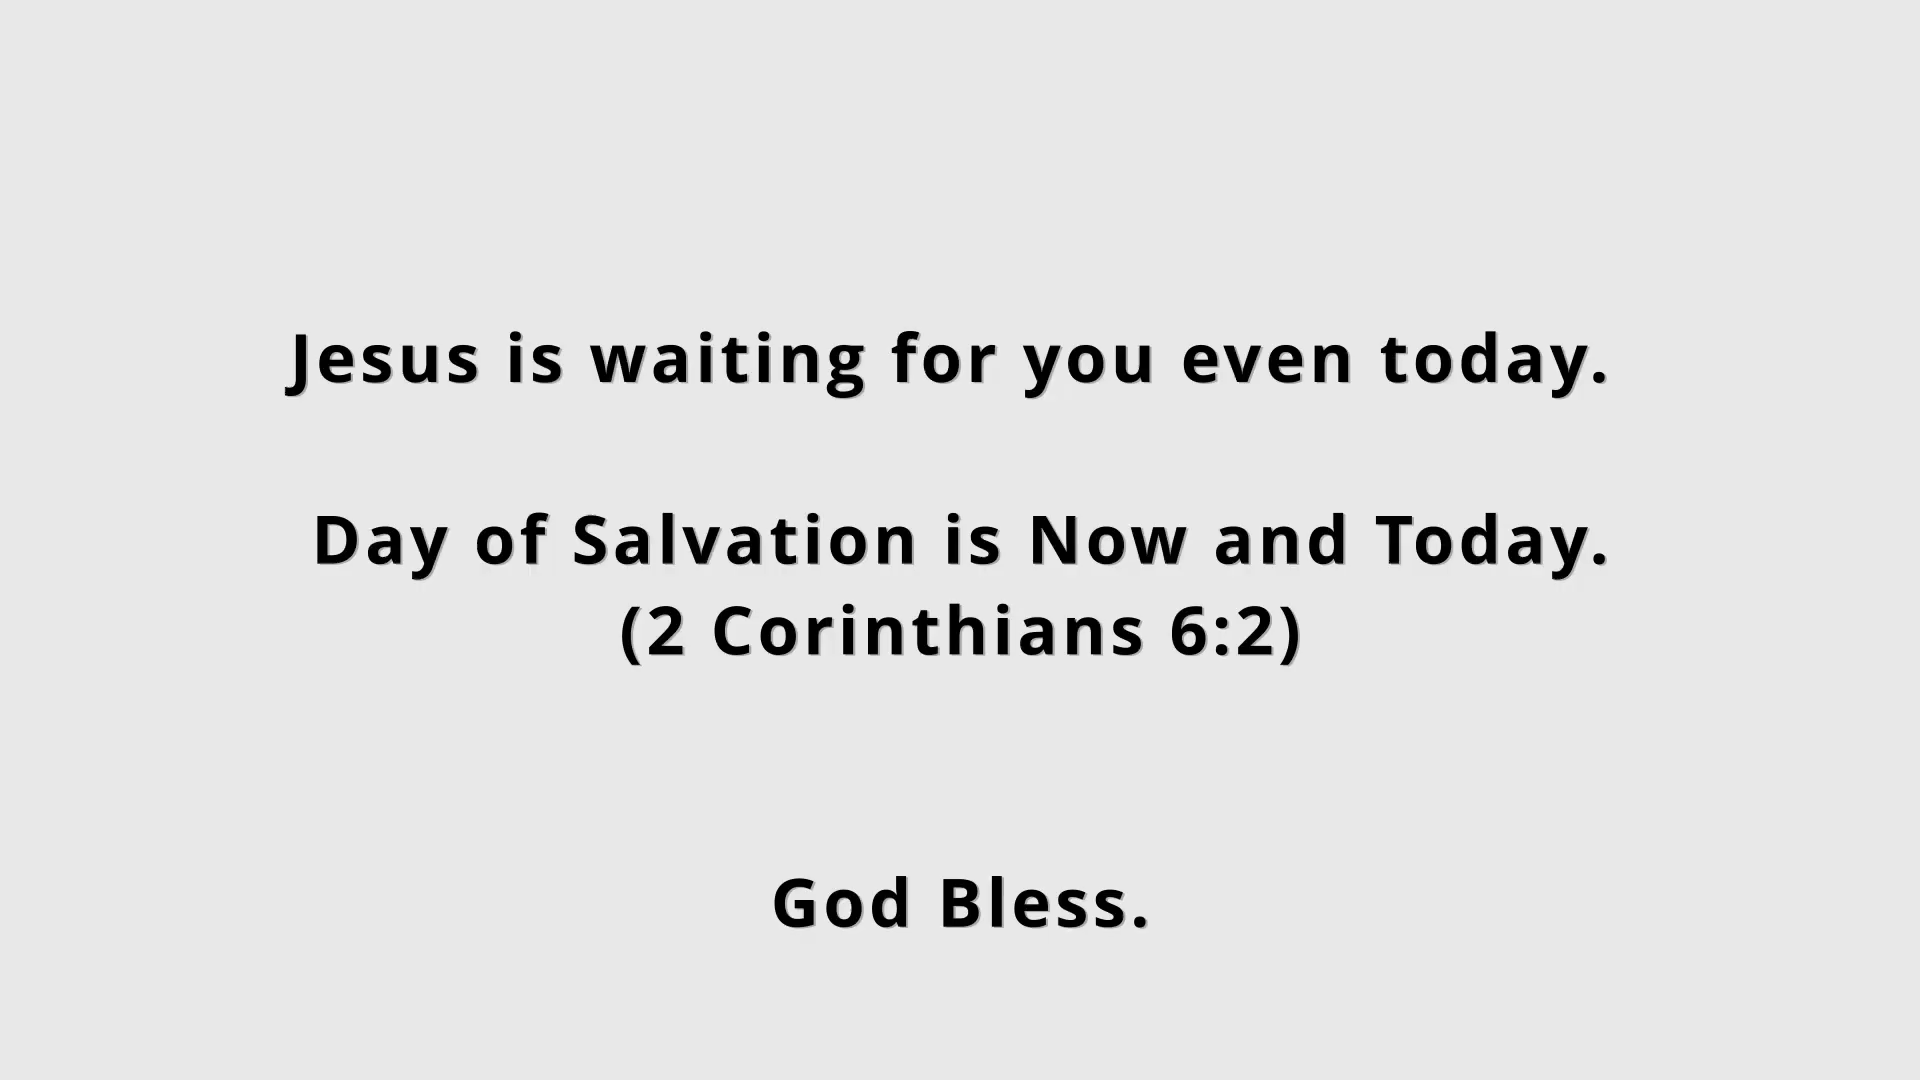 Jesus is waiting for you even today.
Day of Salvation is Now and Today.
(2 Corinthians 6:2)
God Bless.